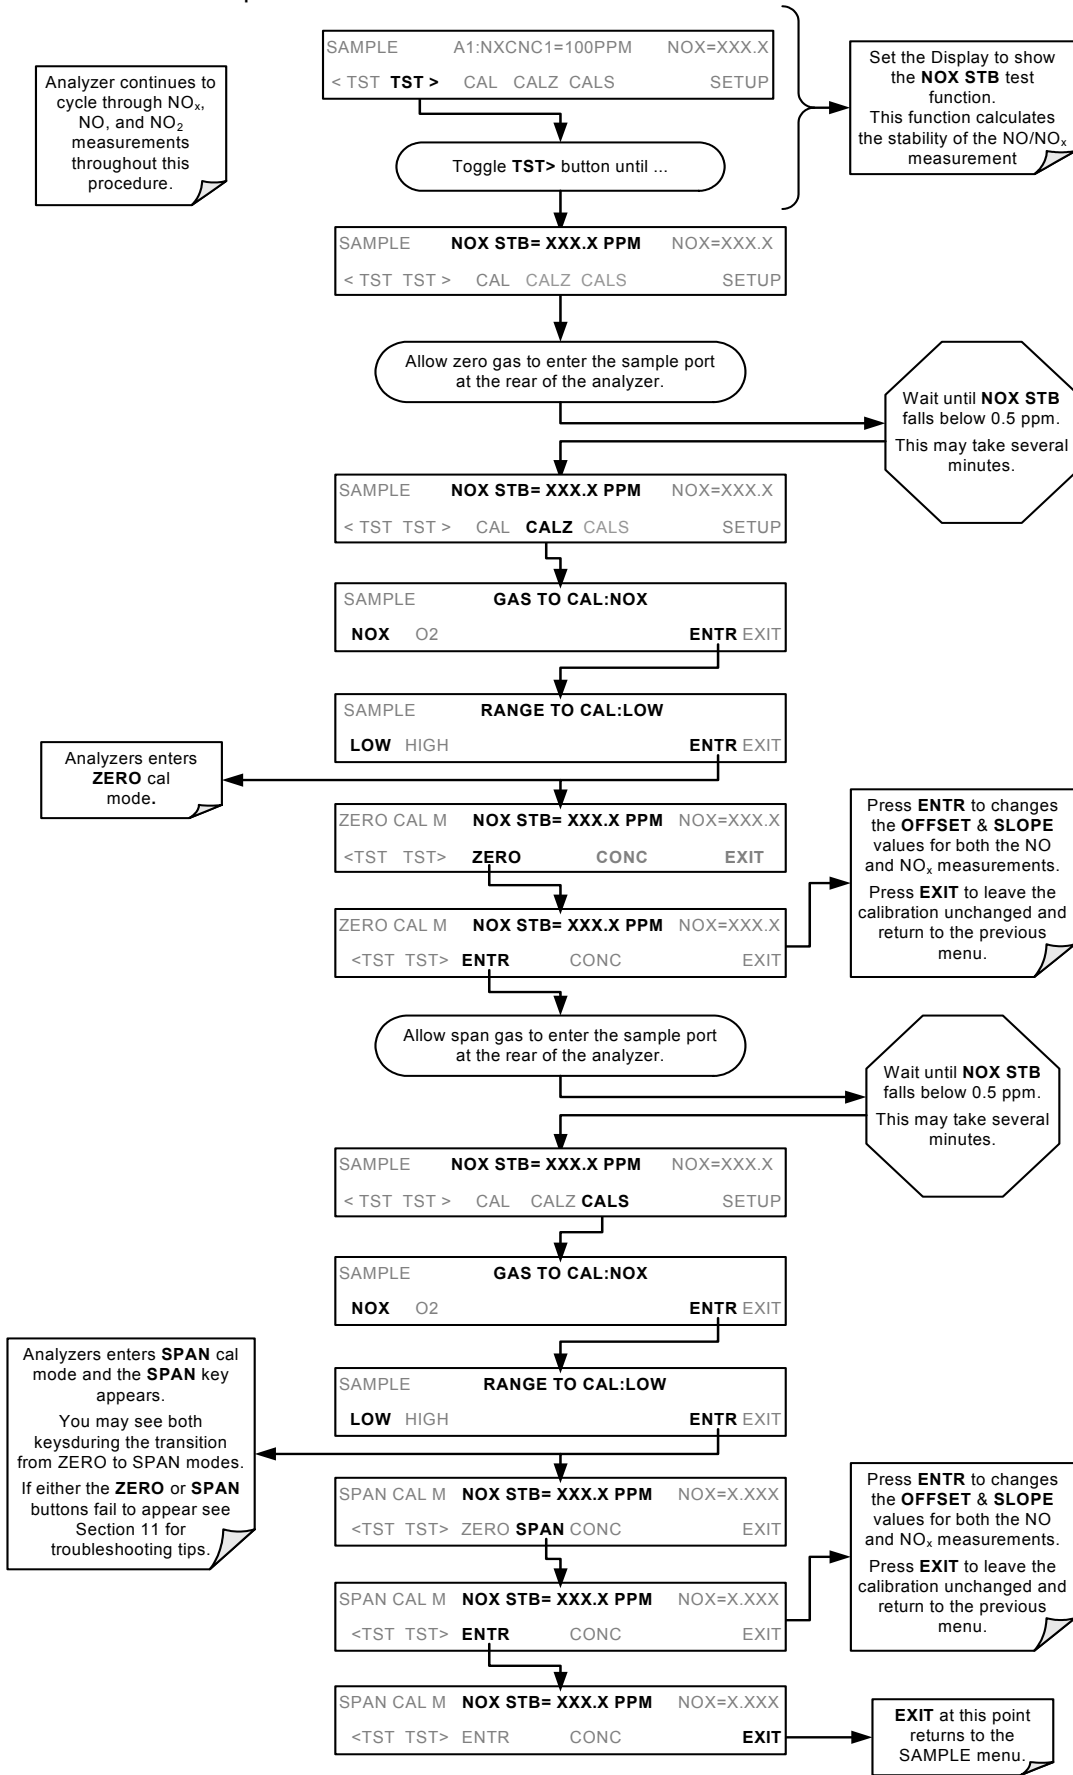 SAMPLE A1:NXCNC1=100PPM NOX=XXX.X
< TST TST > CAL CALZ CALS SETUP
Analyzer continues to
cycle through NOx,
NO, and NO2
measurements
throughout this
procedure.
Set the Display to show
the NOX STB test
function.
This function calculates
the stability of the NO/NOx
measurement
Toggle TST> button until ...
SAMPLE NOX STB= XXX.X PPM NOX=XXX.X
< TST TST > CAL CALZ CALS SETUP
Allow zero gas to enter the sample port
at the rear of the analyzer.
Wait until NOX STB
falls below 0.5 ppm.
This may take several
minutes.
SAMPLE NOX STB= XXX.X PPM NOX=XXX.X
< TST TST > CAL CALZ CALS SETUP
SAMPLE GAS TO CAL:NOX
NOX O2 ENTR EXIT
SAMPLE RANGE TO CAL:LOW
LOW HIGH ENTR EXIT
Analyzers enters
ZERO cal
mode.
ZERO CAL M NOX STB= XXX.X PPM NOX=XXX.X
<TST TST> ZERO CONC EXIT
ZERO CAL M NOX STB= XXX.X PPM NOX=XXX.X
<TST TST> ENTR CONC EXIT
Press ENTR to changes
the OFFSET & SLOPE
values for both the NO
and NOx measurements.
Press EXIT to leave the
calibration unchanged and
return to the previous
menu.
Allow span gas to enter the sample port
at the rear of the analyzer.
Wait until NOX STB
falls below 0.5 ppm.
This may take several
minutes.
SAMPLE NOX STB= XXX.X PPM NOX=XXX.X
< TST TST > CAL CALZ CALS SETUP
SAMPLE GAS TO CAL:NOX
NOX O2 ENTR EXIT
SAMPLE RANGE TO CAL:LOW
LOW HIGH ENTR EXIT
Analyzers enters SPAN cal
mode and the SPAN key
appears.
You may see both
keysduring the transition
from ZERO to SPAN modes.
If either the ZERO or SPAN
buttons fail to appear see
Section 11 for
troubleshooting tips.
SPAN CAL M NOX STB= XXX.X PPM NOX=X.XXX
<TST TST> ZERO SPAN CONC EXIT
SPAN CAL M NOX STB= XXX.X PPM NOX=X.XXX
<TST TST> ENTR CONC EXIT
Press ENTR to changes
the OFFSET & SLOPE
values for both the NO
and NOx measurements.
Press EXIT to leave the
calibration unchanged and
return to the previous
menu.
SPAN CAL M NOX STB= XXX.X PPM NOX=X.XXX
<TST TST> ENTR CONC EXIT
EXIT at this point
returns to the
SAMPLE menu.